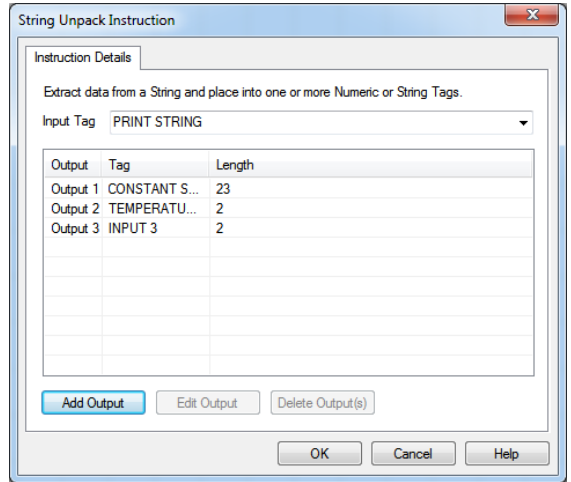 String Unpack Instruction
Instruction Details
Extract data from a String and place into one or more Numeric or String Tags.
Input Tag PRINT STRING
Output Tag Length
Output 1 CONSTANT S... 23
Output 2 TEMPERATU... 2
Output 3 INPUT 3 2
Add Output Edit Output Delete Output(s)
OK Cancel Help